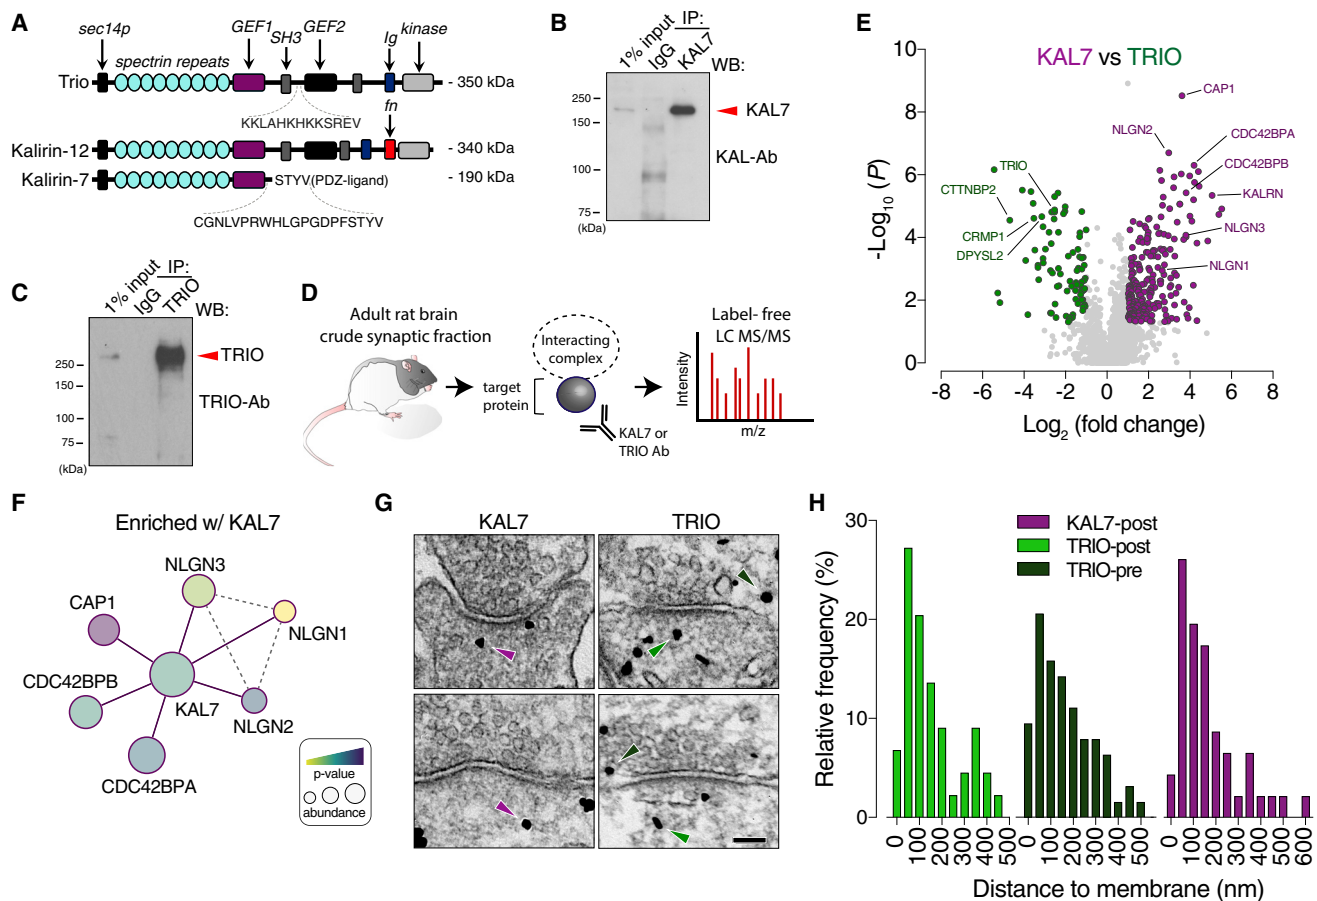 A
sec14p
GEF1
SH3
GEF2
Ig
kinase
spectrin repeats
Trio
- 350 kDa
KKLAHKHKKSREV
fn
Kalirin-12
- 340 kDa
Kalirin-7
STYV(PDZ-ligand)
- 190 kDa
CGNLVPRWHLGPGDPFSTYV
B
1% input
IgG
IP:
KAL7
WB:
250
150
100
75
(kDa)
KAL7
KAL-Ab
C
1% input
IgG
IP:
TRIO
WB:
250
150
100
75
(kDa)
TRIO
TRIO-Ab
D
Adult rat brain
crude synaptic fraction
Interacting
complex
target
protein
KAL7 or
TRIO Ab
Label- free
LC MS/MS
Intensity
m/z
E
KAL7 vs TRIO
-Log10 (P)
10
8
6
4
2
0
CAP1
NLGN2
CDC42BPA
CDC42BPB
KALRN
NLGN3
NLGN1
TRIO
CTTNBP2
CRMP1
DPYSL2
-8 -6 -4 -2 0 2 4 6 8
Log2 (fold change)
F
Enriched w/ KAL7
NLGN3
CAP1
NLGN1
CDC42BPB
KAL7
NLGN2
CDC42BPA
p-value
abundance
G
KAL7
TRIO
H
KAL7-post
TRIO-post
TRIO-pre
Relative frequency (%)
30
20
10
0
0 100 200 300 400 500
0 100 200 300 400 500
0 100 200 300 400 500 600
Distance to membrane (nm)